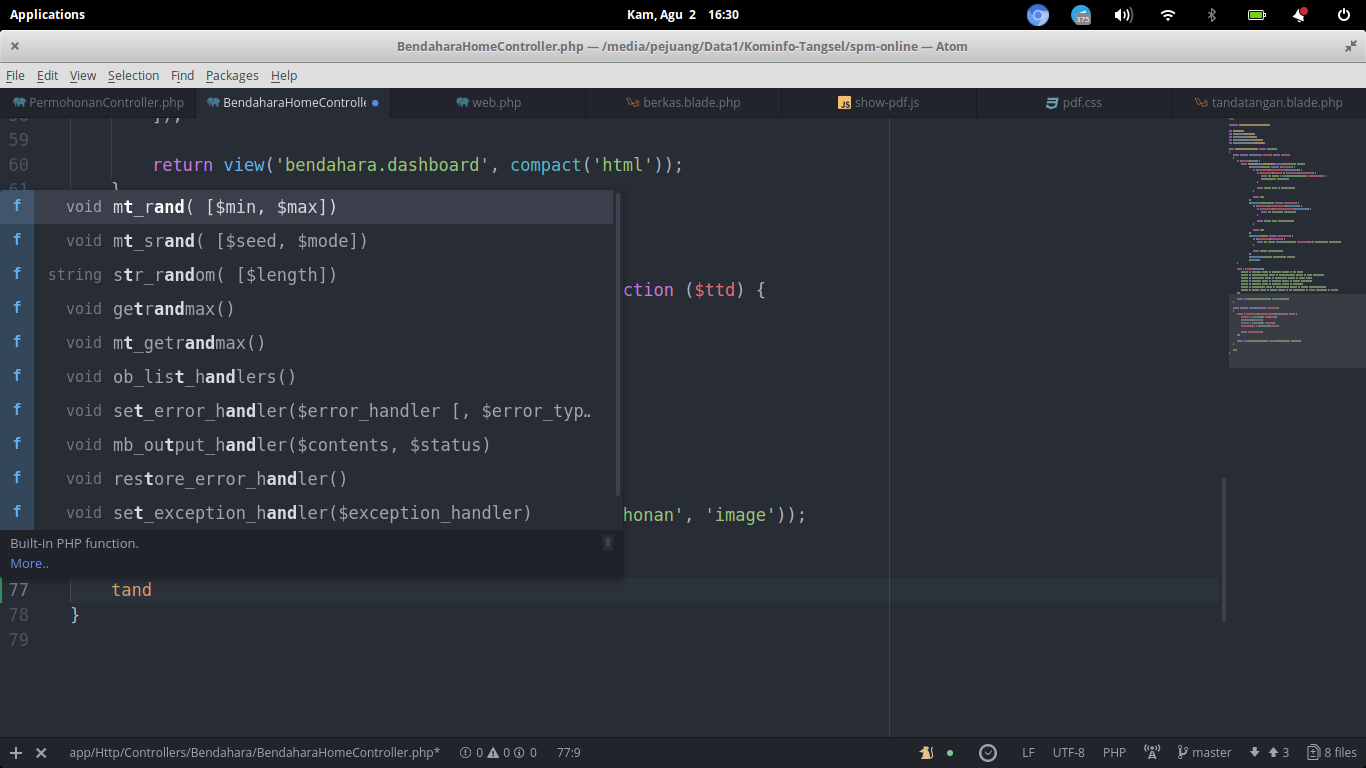 Applications
Kam, Agu 2 16:30
375
BendaharaHomeController.php — /media/pejuang/Data1/Kominfo-Tangsel/spm-online — Atom
File Edit View Selection Find Packages Help
PermohonanController.php BendaharaHomeControlle web.php berkas.blade.php JS show-pdf.js pdf.css tandatangan.blade.php
58 ]);
59
60 return view('bendahara.dashboard', compact('html'));
61 }
f void mt_rand( [$min, $max])
f void mt_srand( [$seed, $mode])
f string str_random( [$length])
ction ($ttd) {
f void getrandmax()
f void mt_getrandmax()
f void ob_list_handlers()
f void set_error_handler($error_handler [, $error_typ…
f void mb_output_handler($contents, $status)
f void restore_error_handler()
f void set_exception_handler($exception_handler)
honan', 'image'));
Built-in PHP function.
More..
77 tand
78 }
79
app/Http/Controllers/Bendahara/BendaharaHomeController.php* 0 0 0 77:9 LF UTF-8 PHP master 3 8 files